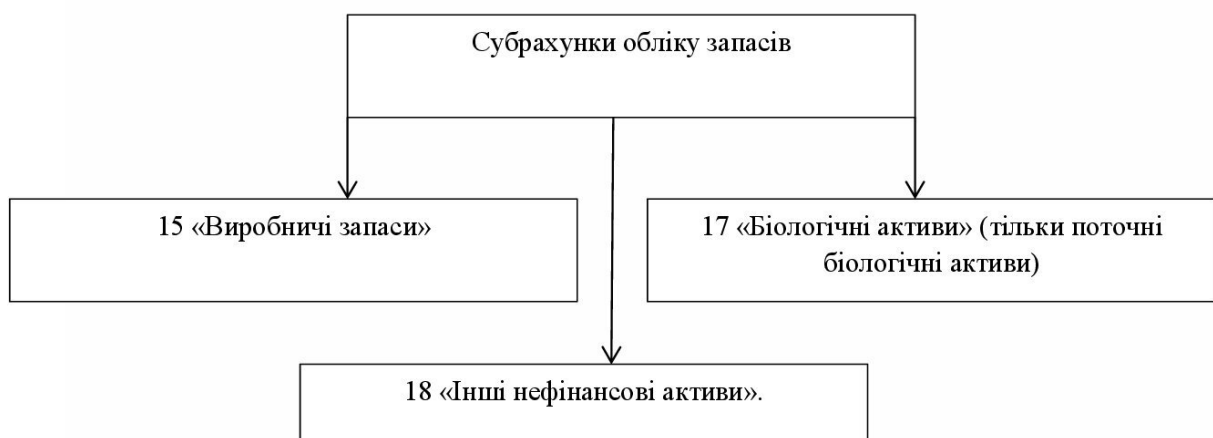 Субрахунки обліку запасів
15 «Виробничі запаси»
17 «Біологічні активи» (тільки поточні
біологічні активи)
18 «Інші нефінансові активи».